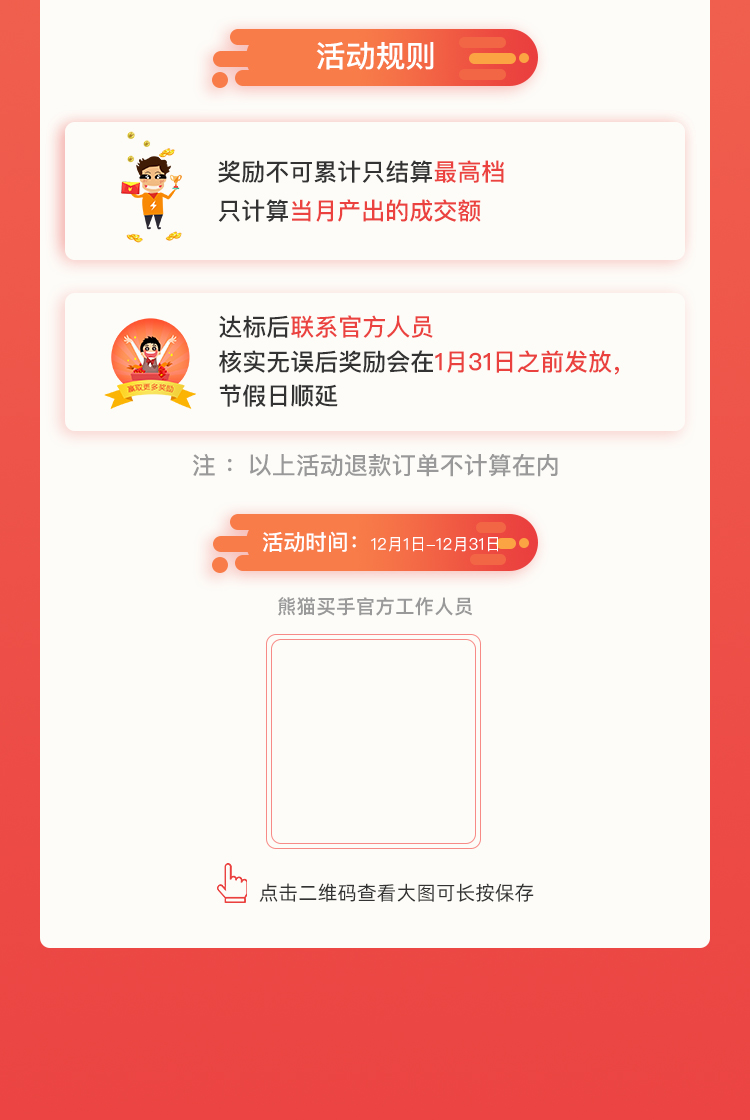 活动规则
奖励不可累计只结算最高档
只计算当月产出的成交额
达标后联系官方人员
核实无误后奖励会在1月31日之前发放,
节假日顺延
赢取更多奖励
注：以上活动退款订单不计算在内
活动时间：12月1日-12月31日
熊猫买手官方工作人员
点击二维码查看大图可长按保存